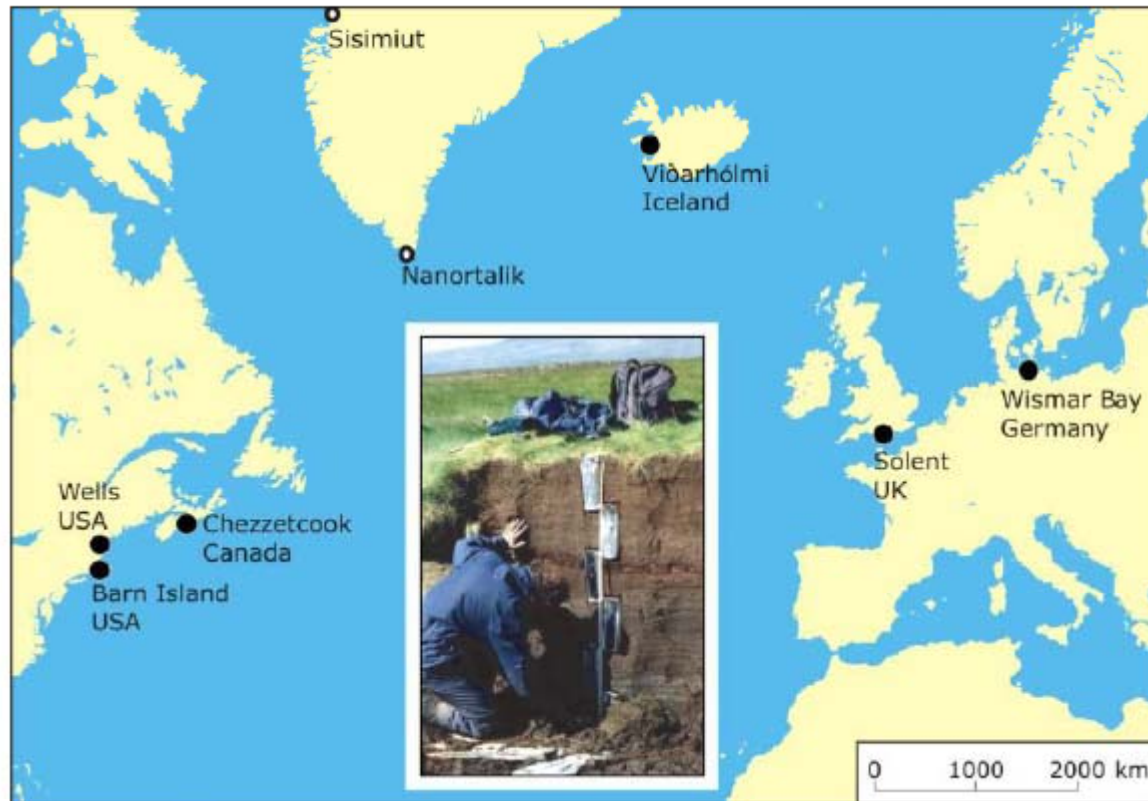 Sisimiut
Viðarhólmi
Iceland
Nanortalik
Wismar Bay
Germany
Solent
UK
Wells
USA
Chezzetcook
Canada
Barn Island
USA
0 1000 2000 km